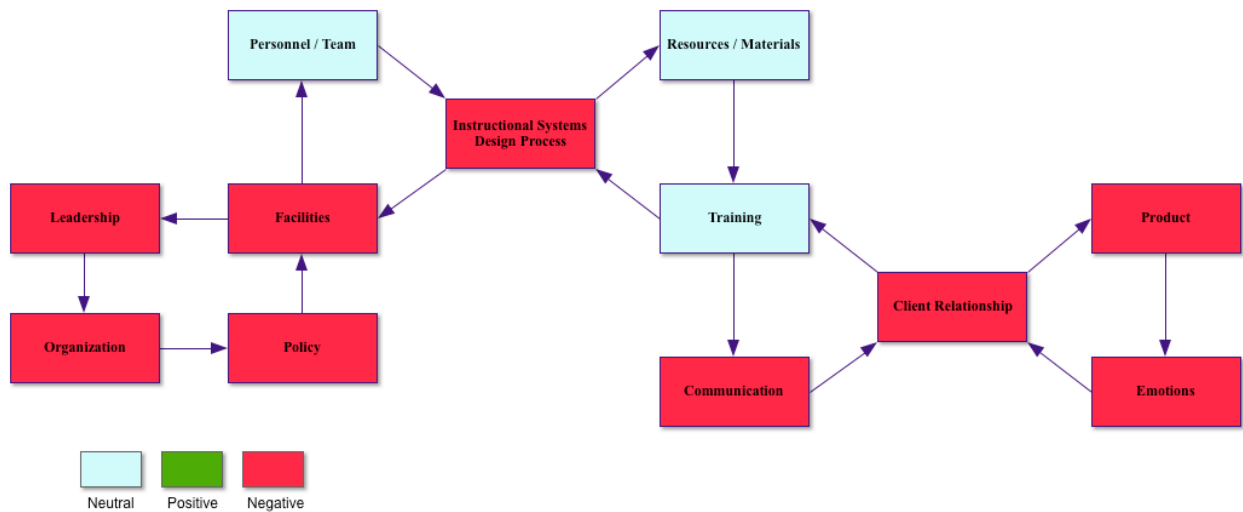 Personnel / Team
Resources / Materials
Instructional Systems
Design Process
Leadership
Facilities
Training
Product
Client Relationship
Organization
Policy
Communication
Emotions
Neutral
Positive
Negative